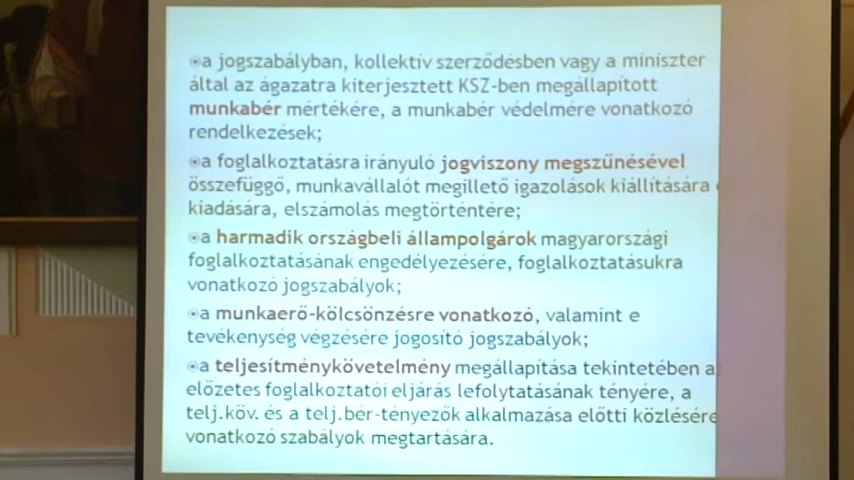 a jogszabályban, kollektív szerződésben vagy a miniszter
által az ágazatra kiterjesztett KSZ-ben megállapított
munkabér mértékére, a munkabér védelmére vonatkozó
rendelkezések;
a foglalkoztatásra irányuló jogviszony megszűnésével
összefüggő, munkavállalót megillető igazolások kiállítására
kiadására, elszámolás megtörténtére;
a harmadik országbeli állampolgárok magyarországi
foglalkoztatásának engedélyezésére, foglalkoztatásukra
vonatkozó jogszabályok;
a munkaerő-kölcsönzésre vonatkozó, valamint e
tevékenység végzésére jogosító jogszabályok;
a teljesítménykövetelmény megállapítása tekintetében a
előzetes foglalkoztatói eljárás lefolytatásának tényére, a
telj.köv. és a telj.bér-tényezők alkalmazása előtti közlésére
vonatkozó szabályok megtartására.